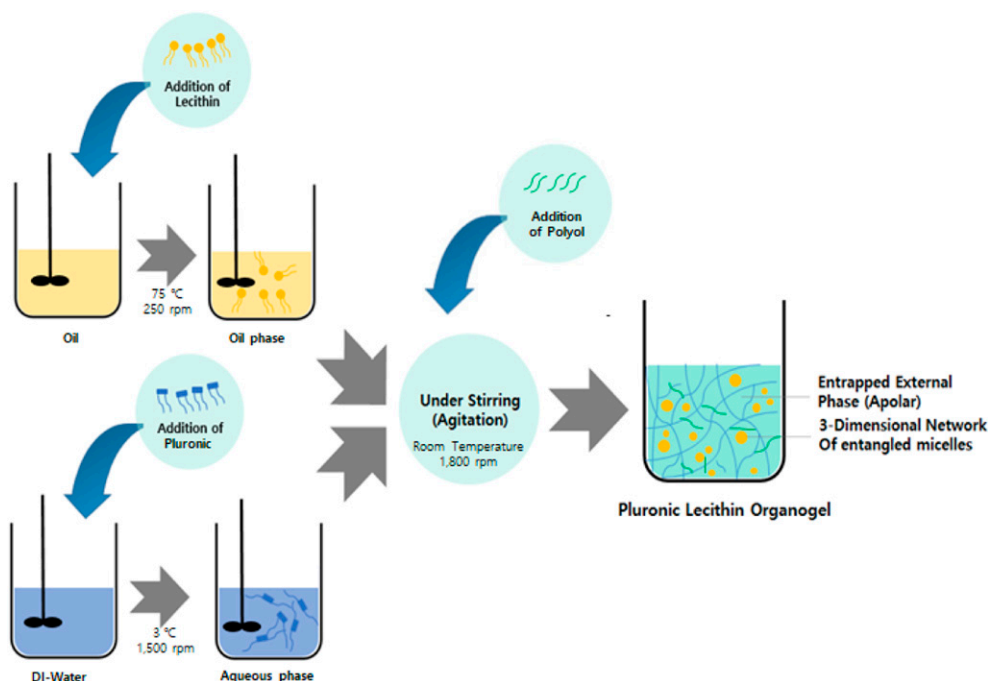 Addition of
Lecithin
75 ℃
250 rpm
Oil
Oil phase
Addition
of Polyol
Addition of
Pluronic
Under Stirring
(Agitation)
Room Temperature
1,800 rpm
-
Entrapped External
Phase (Apolar)
3-Dimensional Network
Of entangled micelles
Pluronic Lecithin Organogel
3 ℃
1,500 rpm
DI-Water
Aqueous phase